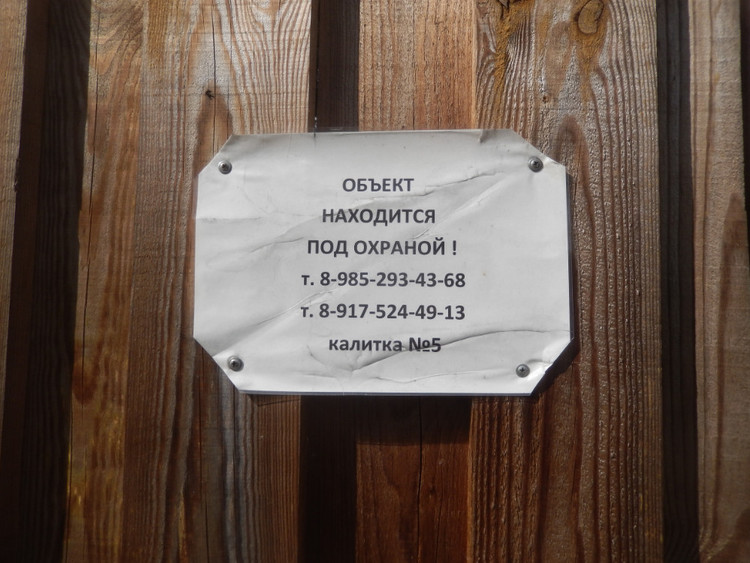 ОБЪЕКТ
НАХОДИТСЯ
ПОД ОХРАНОЙ !
т. 8-985-293-43-68
т. 8-917-524-49-13
калитка №5